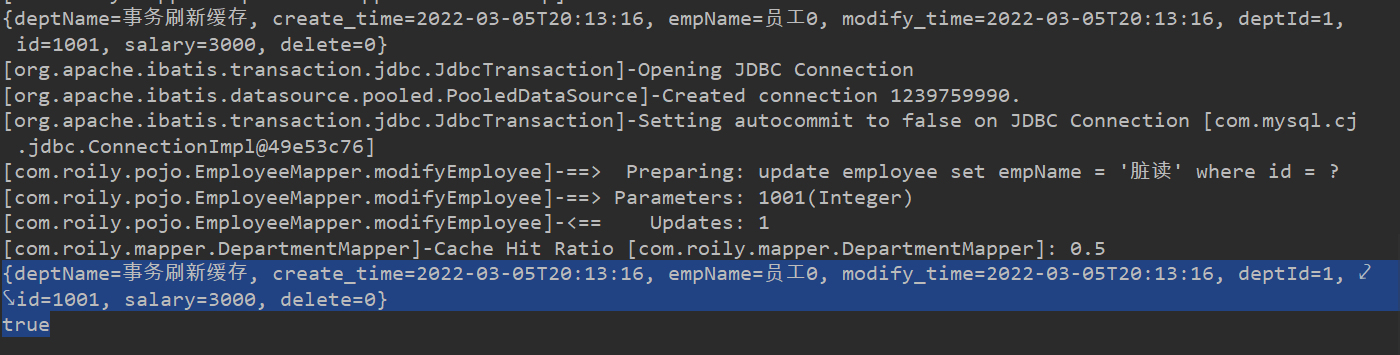 {deptName=事务刷新缓存, create_time=2022-03-05T20:13:16, empName=员工0, modify_time=2022-03-05T20:13:16, deptId=1,
id=1001, salary=3000, delete=0}
[org.apache.ibatis.transaction.jdbc.JdbcTransaction]-Opening JDBC Connection
[org.apache.ibatis.datasource.pooled.PooledDataSource]-Created connection 1239759990.
[org.apache.ibatis.transaction.jdbc.JdbcTransaction]-Setting autocommit to false on JDBC Connection [com.mysql.cj
.jdbc.ConnectionImpl@49e53c76]
[com.roily.pojo.EmployeeMapper.modifyEmployee]-==>  Preparing: update employee set empName = '脏读' where id = ?
[com.roily.pojo.EmployeeMapper.modifyEmployee]-==> Parameters: 1001(Integer)
[com.roily.pojo.EmployeeMapper.modifyEmployee]-<==    Updates: 1
[com.roily.mapper.DepartmentMapper]-Cache Hit Ratio [com.roily.mapper.DepartmentMapper]: 0.5
{deptName=事务刷新缓存, create_time=2022-03-05T20:13:16, empName=员工0, modify_time=2022-03-05T20:13:16, deptId=1,
id=1001, salary=3000, delete=0}
true